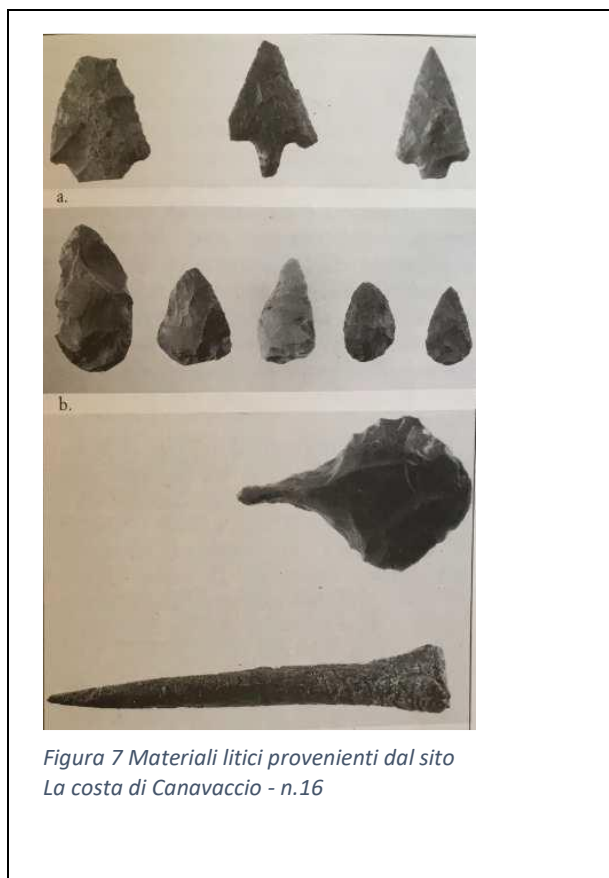 a.
b.
Figura 7 Materiali litici provenienti dal sito
La costa di Canavaccio - n.16